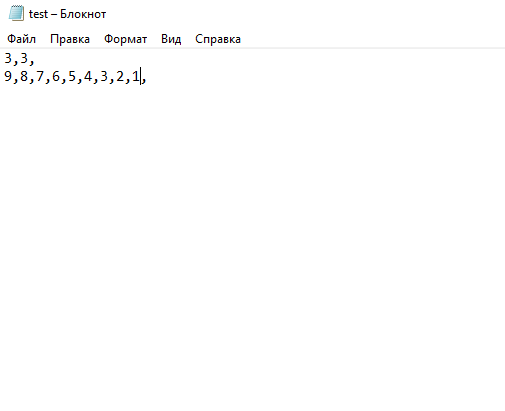 test – Блокнот
Файл Правка Формат Вид Справка
3,3,
9,8,7,6,5,4,3,2,1,